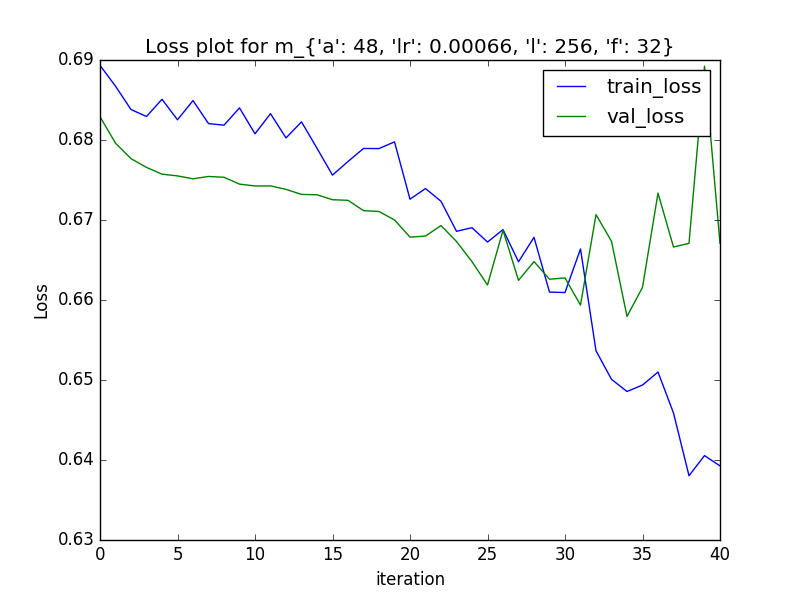 Loss plot for m_{'a': 48, 'lr': 0.00066, 'l': 256, 'f': 32}
train_loss
val_loss
0.69
0.68
0.67
0.66
0.65
0.64
0.63
Loss
0 5 10 15 20 25 30 35 40
iteration